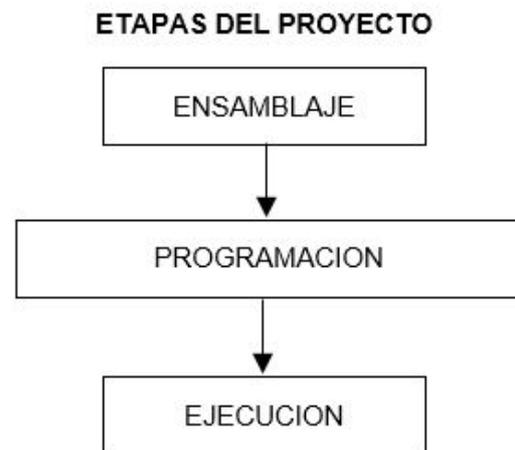 ETAPAS DEL PROYECTO
ENSAMBLAJE
PROGRAMACION
EJECUCION